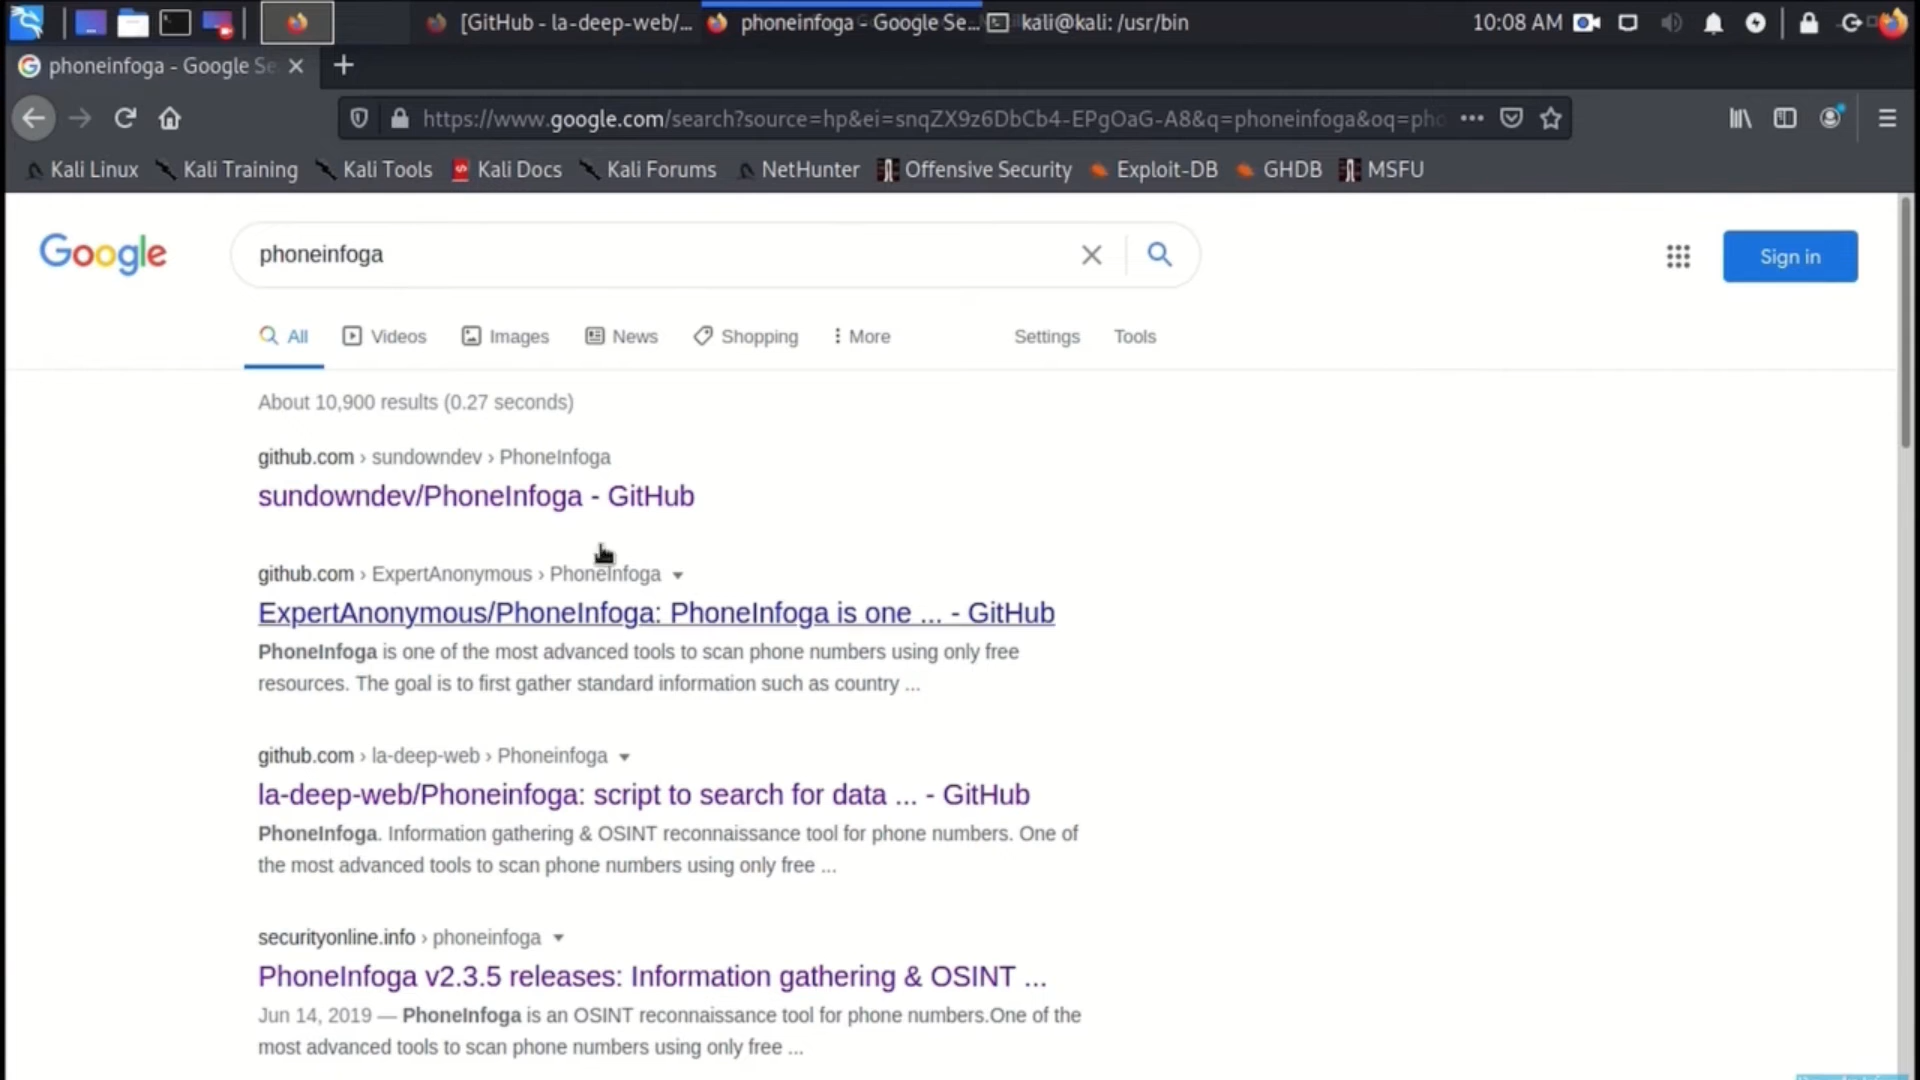 [GitHub - la-deep-web/...
phoneinfoga - Google Se...
kali@kali: /usr/bin
10:08 AM
phoneinfoga - Google Se
https://www.google.com/search?source=hp&ei=snqZX9z6DbCb4-EPgOaG-A8&q=phoneinfoga&oq=pho
Kali Linux Kali Training Kali Tools Kali Docs Kali Forums NetHunter Offensive Security Exploit-DB GHDB MSFU
Google
phoneinfoga
Sign in
All Videos Images News Shopping More Settings Tools
About 10,900 results (0.27 seconds)
github.com › sundowndev › PhoneInfoga
sundowndev/PhoneInfoga - GitHub
github.com › ExpertAnonymous › PhoneInfoga
ExpertAnonymous/PhoneInfoga: PhoneInfoga is one ... - GitHub
PhoneInfoga is one of the most advanced tools to scan phone numbers using only free
resources. The goal is to first gather standard information such as country ...
github.com › la-deep-web › Phoneinfoga
la-deep-web/Phoneinfoga: script to search for data ... - GitHub
PhoneInfoga. Information gathering & OSINT reconnaissance tool for phone numbers. One of
the most advanced tools to scan phone numbers using only free ...
securityonline.info › phoneinfoga
PhoneInfoga v2.3.5 releases: Information gathering & OSINT ...
Jun 14, 2019 — PhoneInfoga is an OSINT reconnaissance tool for phone numbers.One of the
most advanced tools to scan phone numbers using only free ...